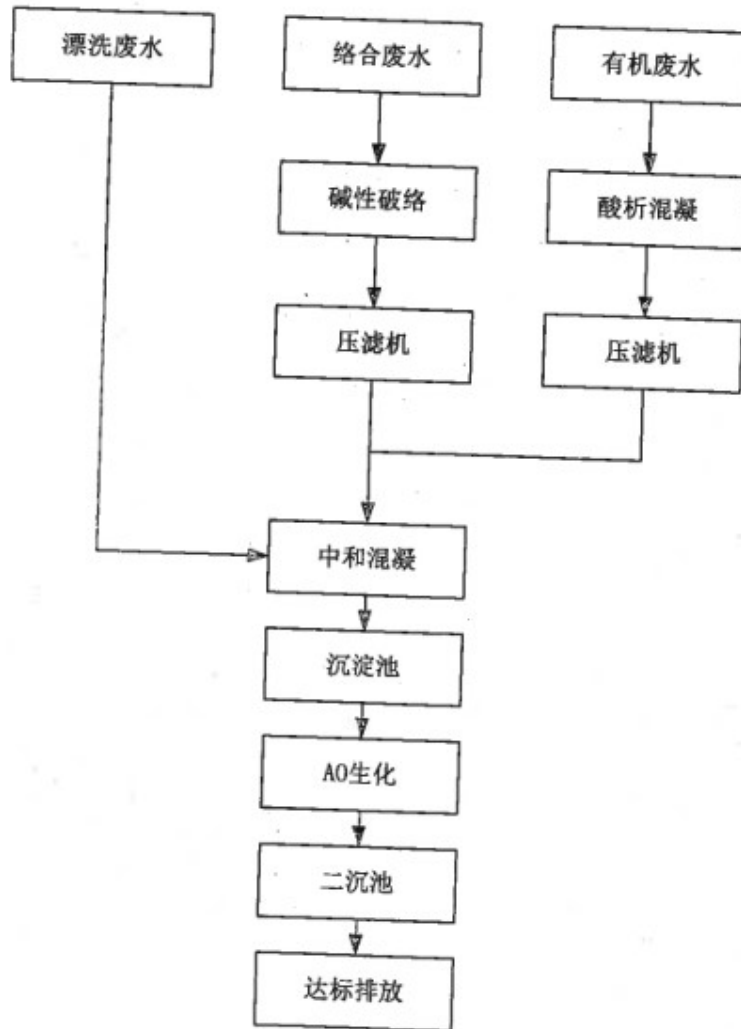 漂洗废水
络合废水
有机废水
碱性破络
酸析混凝
压滤机
压滤机
中和混凝
沉淀池
AO生化
二沉池
达标排放